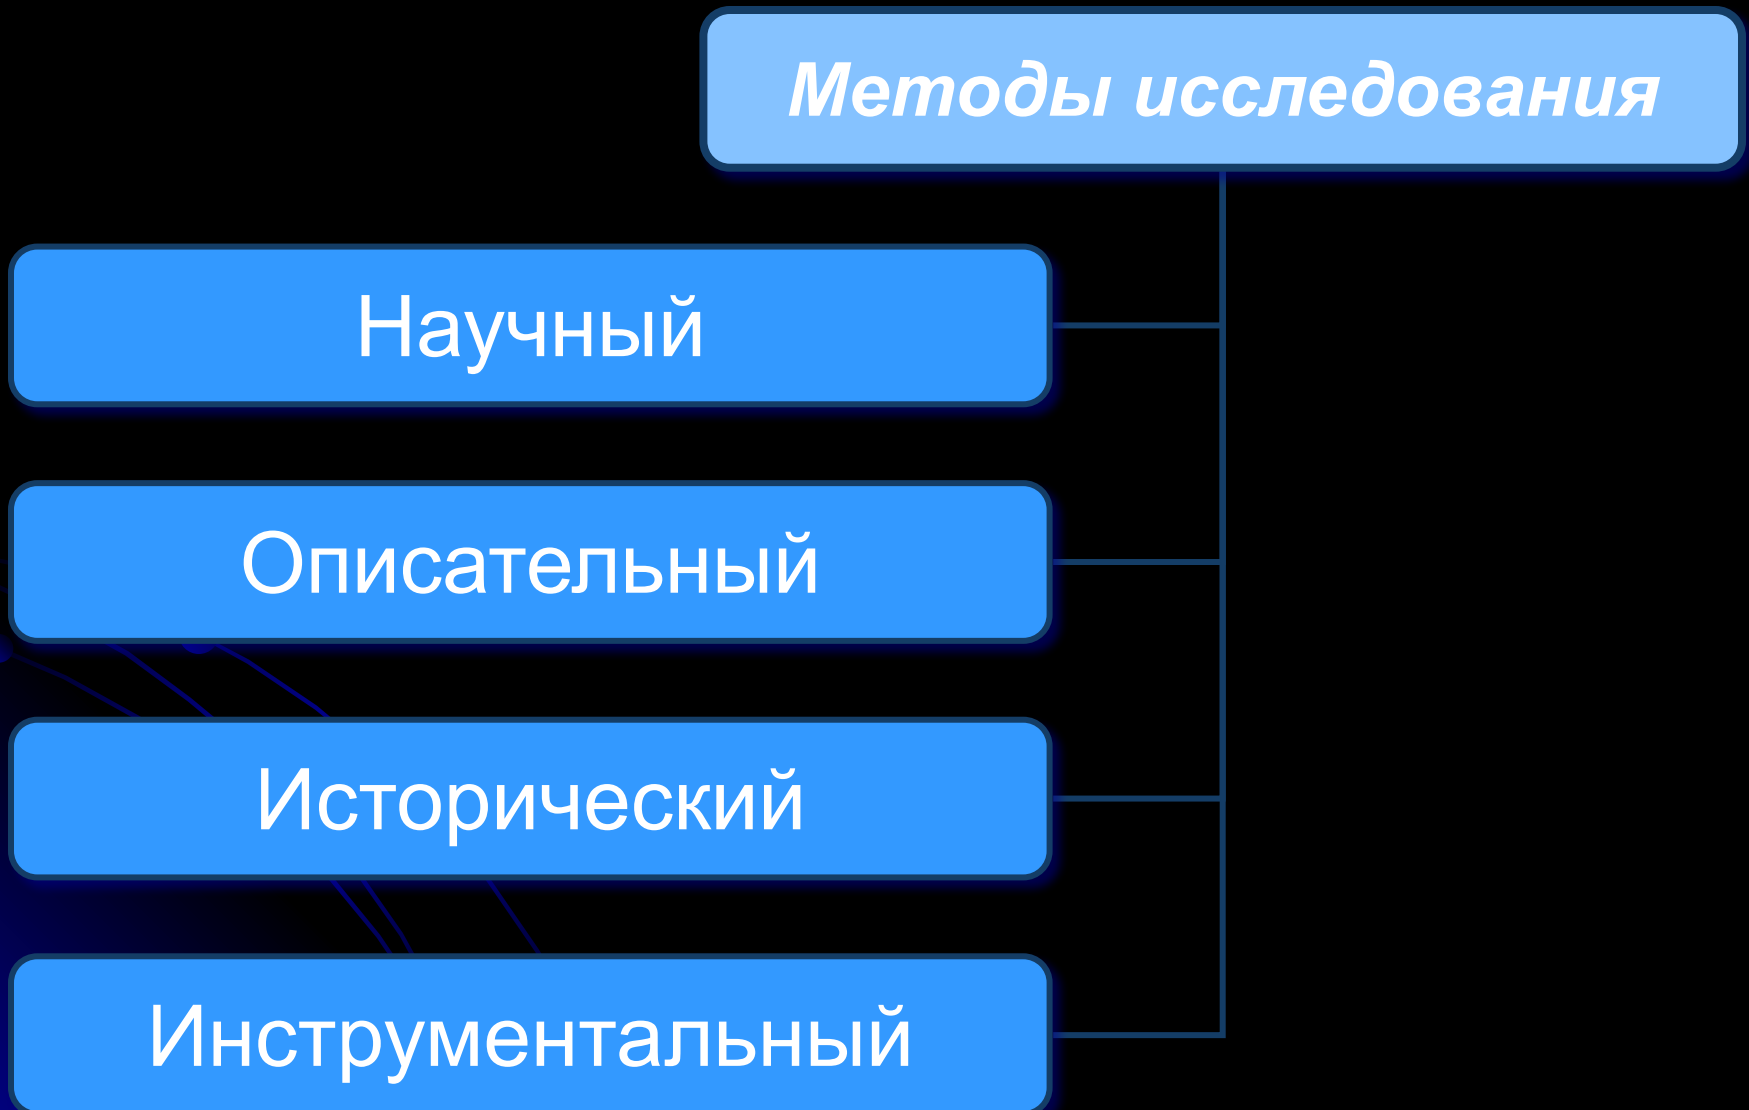 Методы исследования
Научный
Описательный
Исторический
Инструментальный